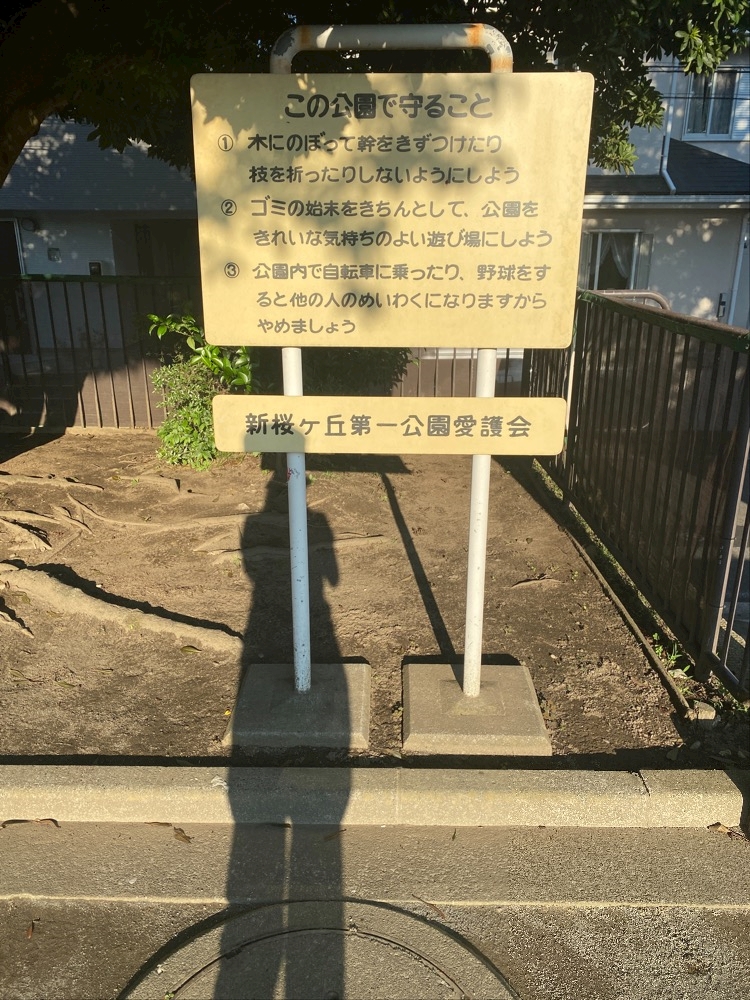 この公園で守ること
① 木にのぼって幹をきずつけたり
枝を折ったりしないようにしよう
② ゴミの始末をきちんとして、公園を
きれいな気持ちのよい遊び場にしよう
③ 公園内で自転車に乗ったり、野球をす
ると他の人のめいわくになりますから
やめましょう
新桜ヶ丘第一公園愛護会